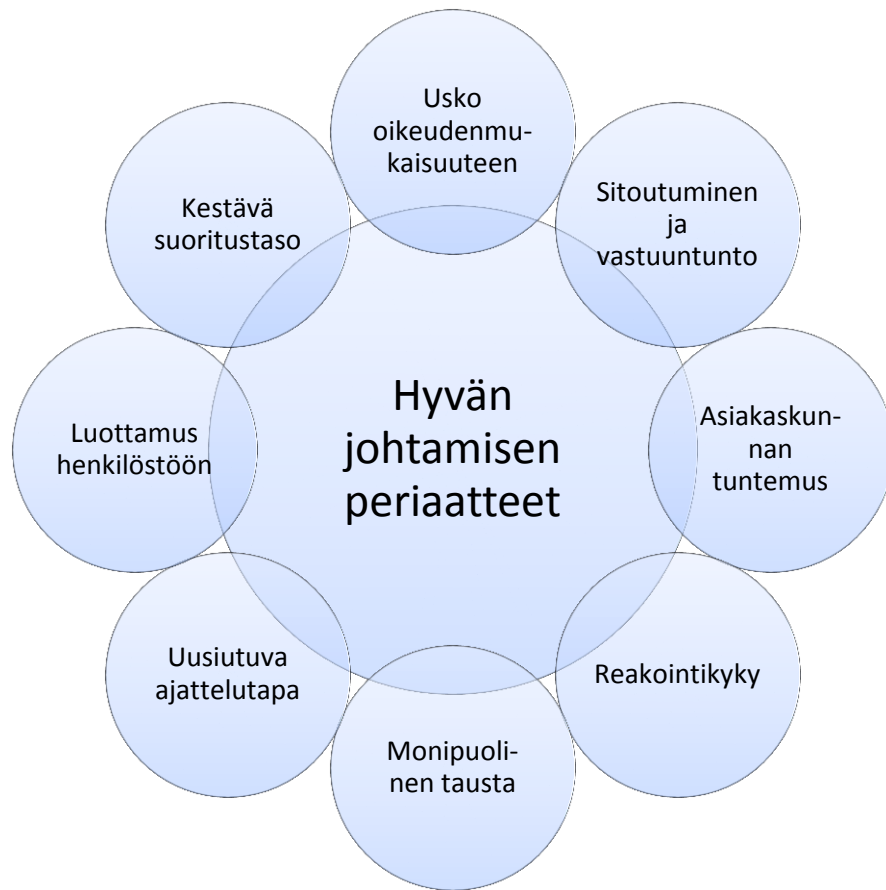 Usko
oikeudenmu-
kaisuuteen
Sitoutuminen
ja
vastuuntunto
Asiakaskun-
nan
tuntemus
Reakointikyky
Monipuoli-
nen tausta
Uusiutuva
ajattelutapa
Luottamus
henkilöstöön
Kestävä
suoritustaso
Hyvän
johtamisen
periaatteet